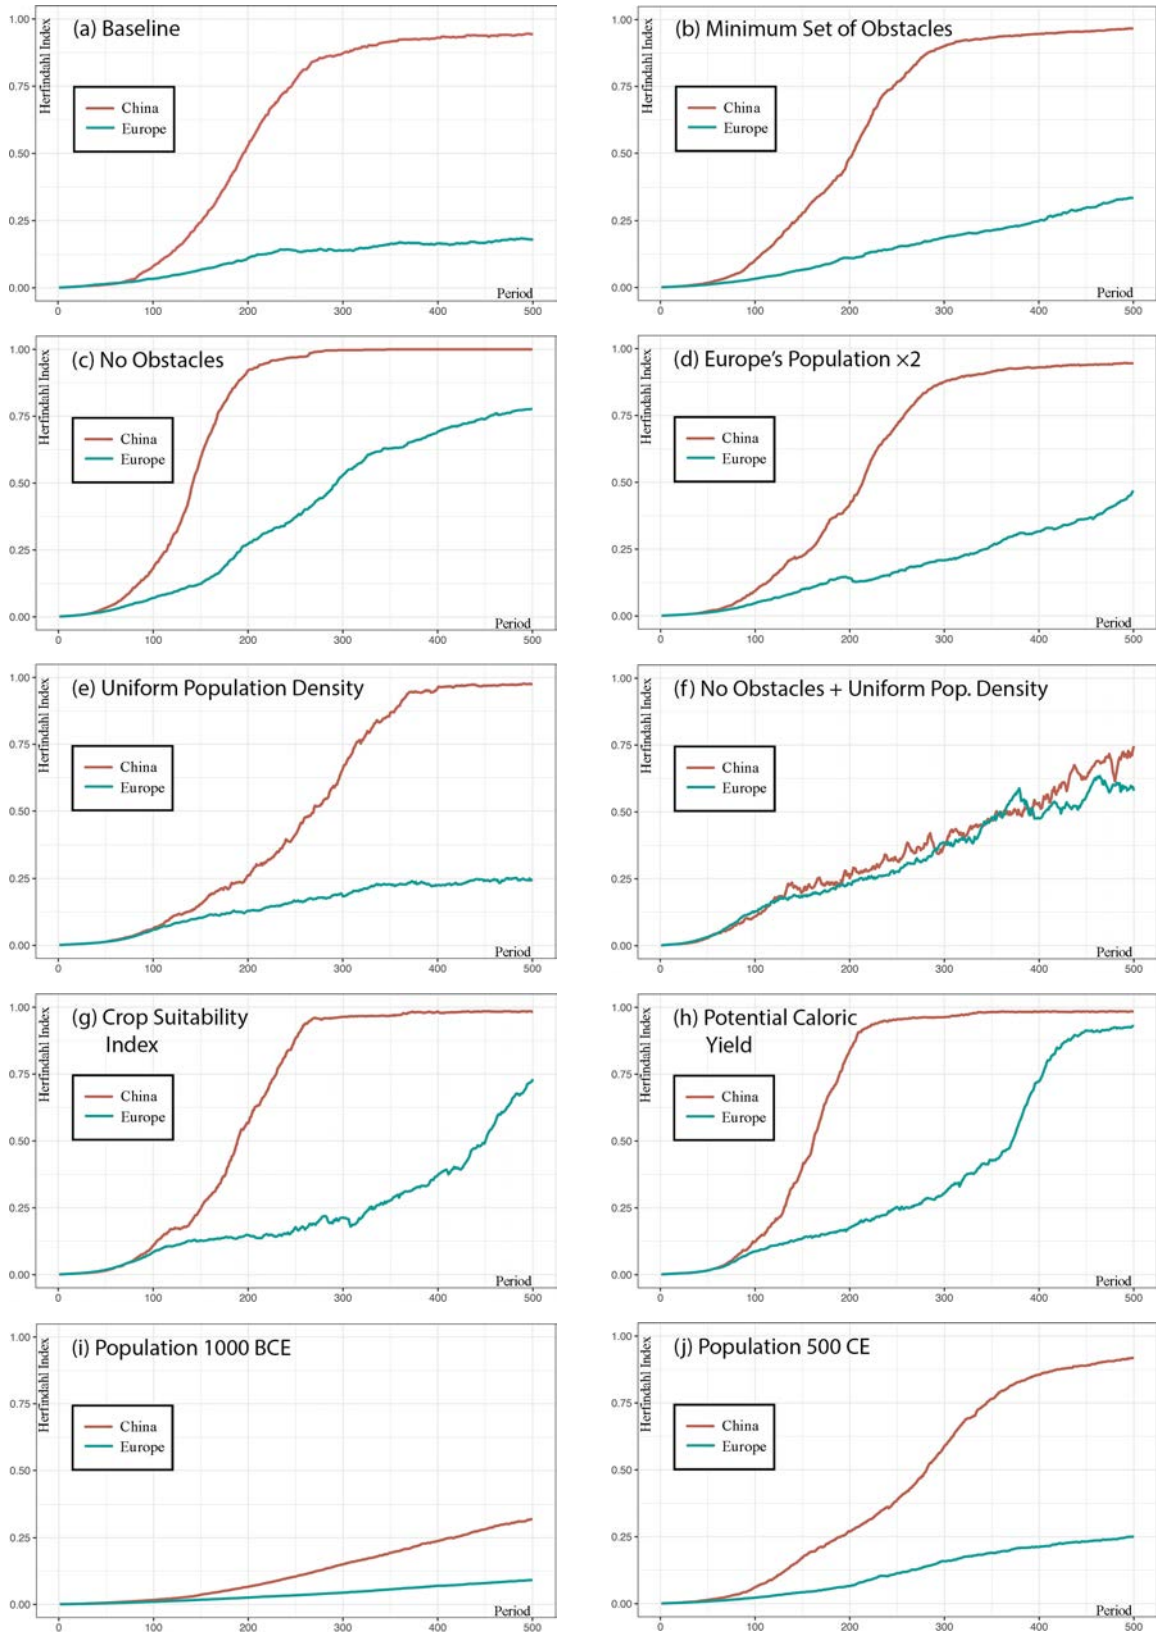 (a) Baseline
Herfindahl Index
1.00
0.75
0.50
0.25
0.00
China
Europe
Period
0 100 200 300 400 500
(b) Minimum Set of Obstacles
Herfindahl Index
1.00
0.75
0.50
0.25
0.00
China
Europe
Period
0 100 200 300 400 500
(c) No Obstacles
Herfindahl Index
1.00
0.75
0.50
0.25
0.00
China
Europe
Period
0 100 200 300 400 500
(d) Europe’s Population ×2
Herfindahl Index
1.00
0.75
0.50
0.25
0.00
China
Europe
Period
0 100 200 300 400 500
(e) Uniform Population Density
Herfindahl Index
1.00
0.75
0.50
0.25
0.00
China
Europe
Period
0 100 200 300 400 500
(f) No Obstacles + Uniform Pop. Density
Herfindahl Index
1.00
0.75
0.50
0.25
0.00
China
Europe
Period
0 100 200 300 400 500
(g) Crop Suitability
Index
Herfindahl Index
1.00
0.75
0.50
0.25
0.00
China
Europe
Period
0 100 200 300 400 500
(h) Potential Caloric
Yield
Herfindahl Index
1.00
0.75
0.50
0.25
0.00
China
Europe
Period
0 100 200 300 400 500
(i) Population 1000 BCE
Herfindahl Index
1.00
0.75
0.50
0.25
0.00
China
Europe
Period
0 100 200 300 400 500
(j) Population 500 CE
Herfindahl Index
1.00
0.75
0.50
0.25
0.00
China
Europe
Period
0 100 200 300 400 500